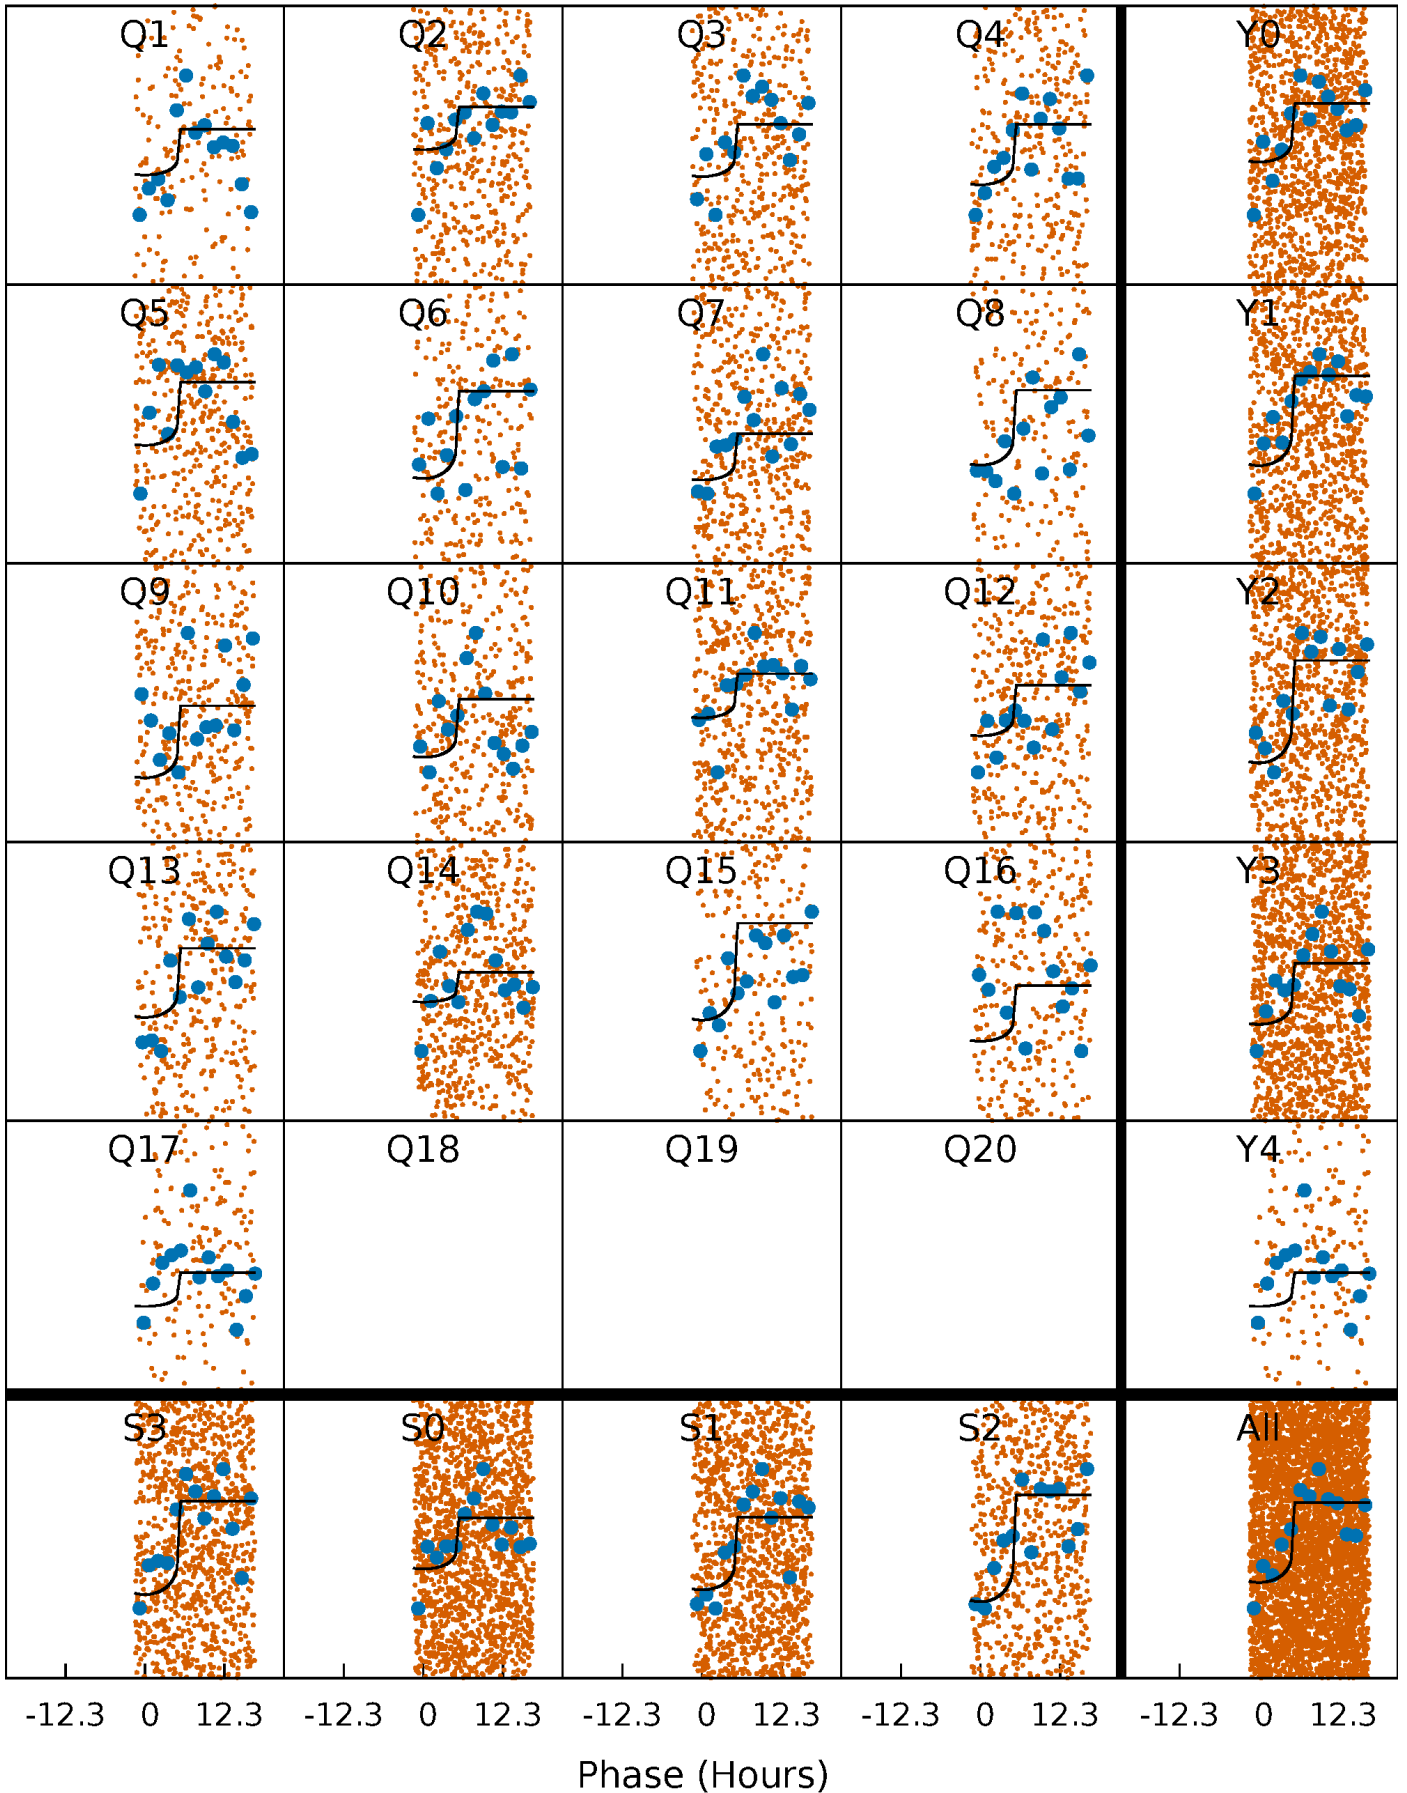 Q1 Q2 Q3 Q4 Y0
Q5 Q6 Q7 Q8 Y1
Q9 Q10 Q11 Q12 Y2
Q13 Q14 Q15 Q16 Y3
Q17 Q18 Q19 Q20 Y4
S3 S0 S1 S2 All
-12.3 0 12.3 -12.3 0 12.3 -12.3 0 12.3 -12.3 0 12.3 -12.3 0 12.3
Phase (Hours)